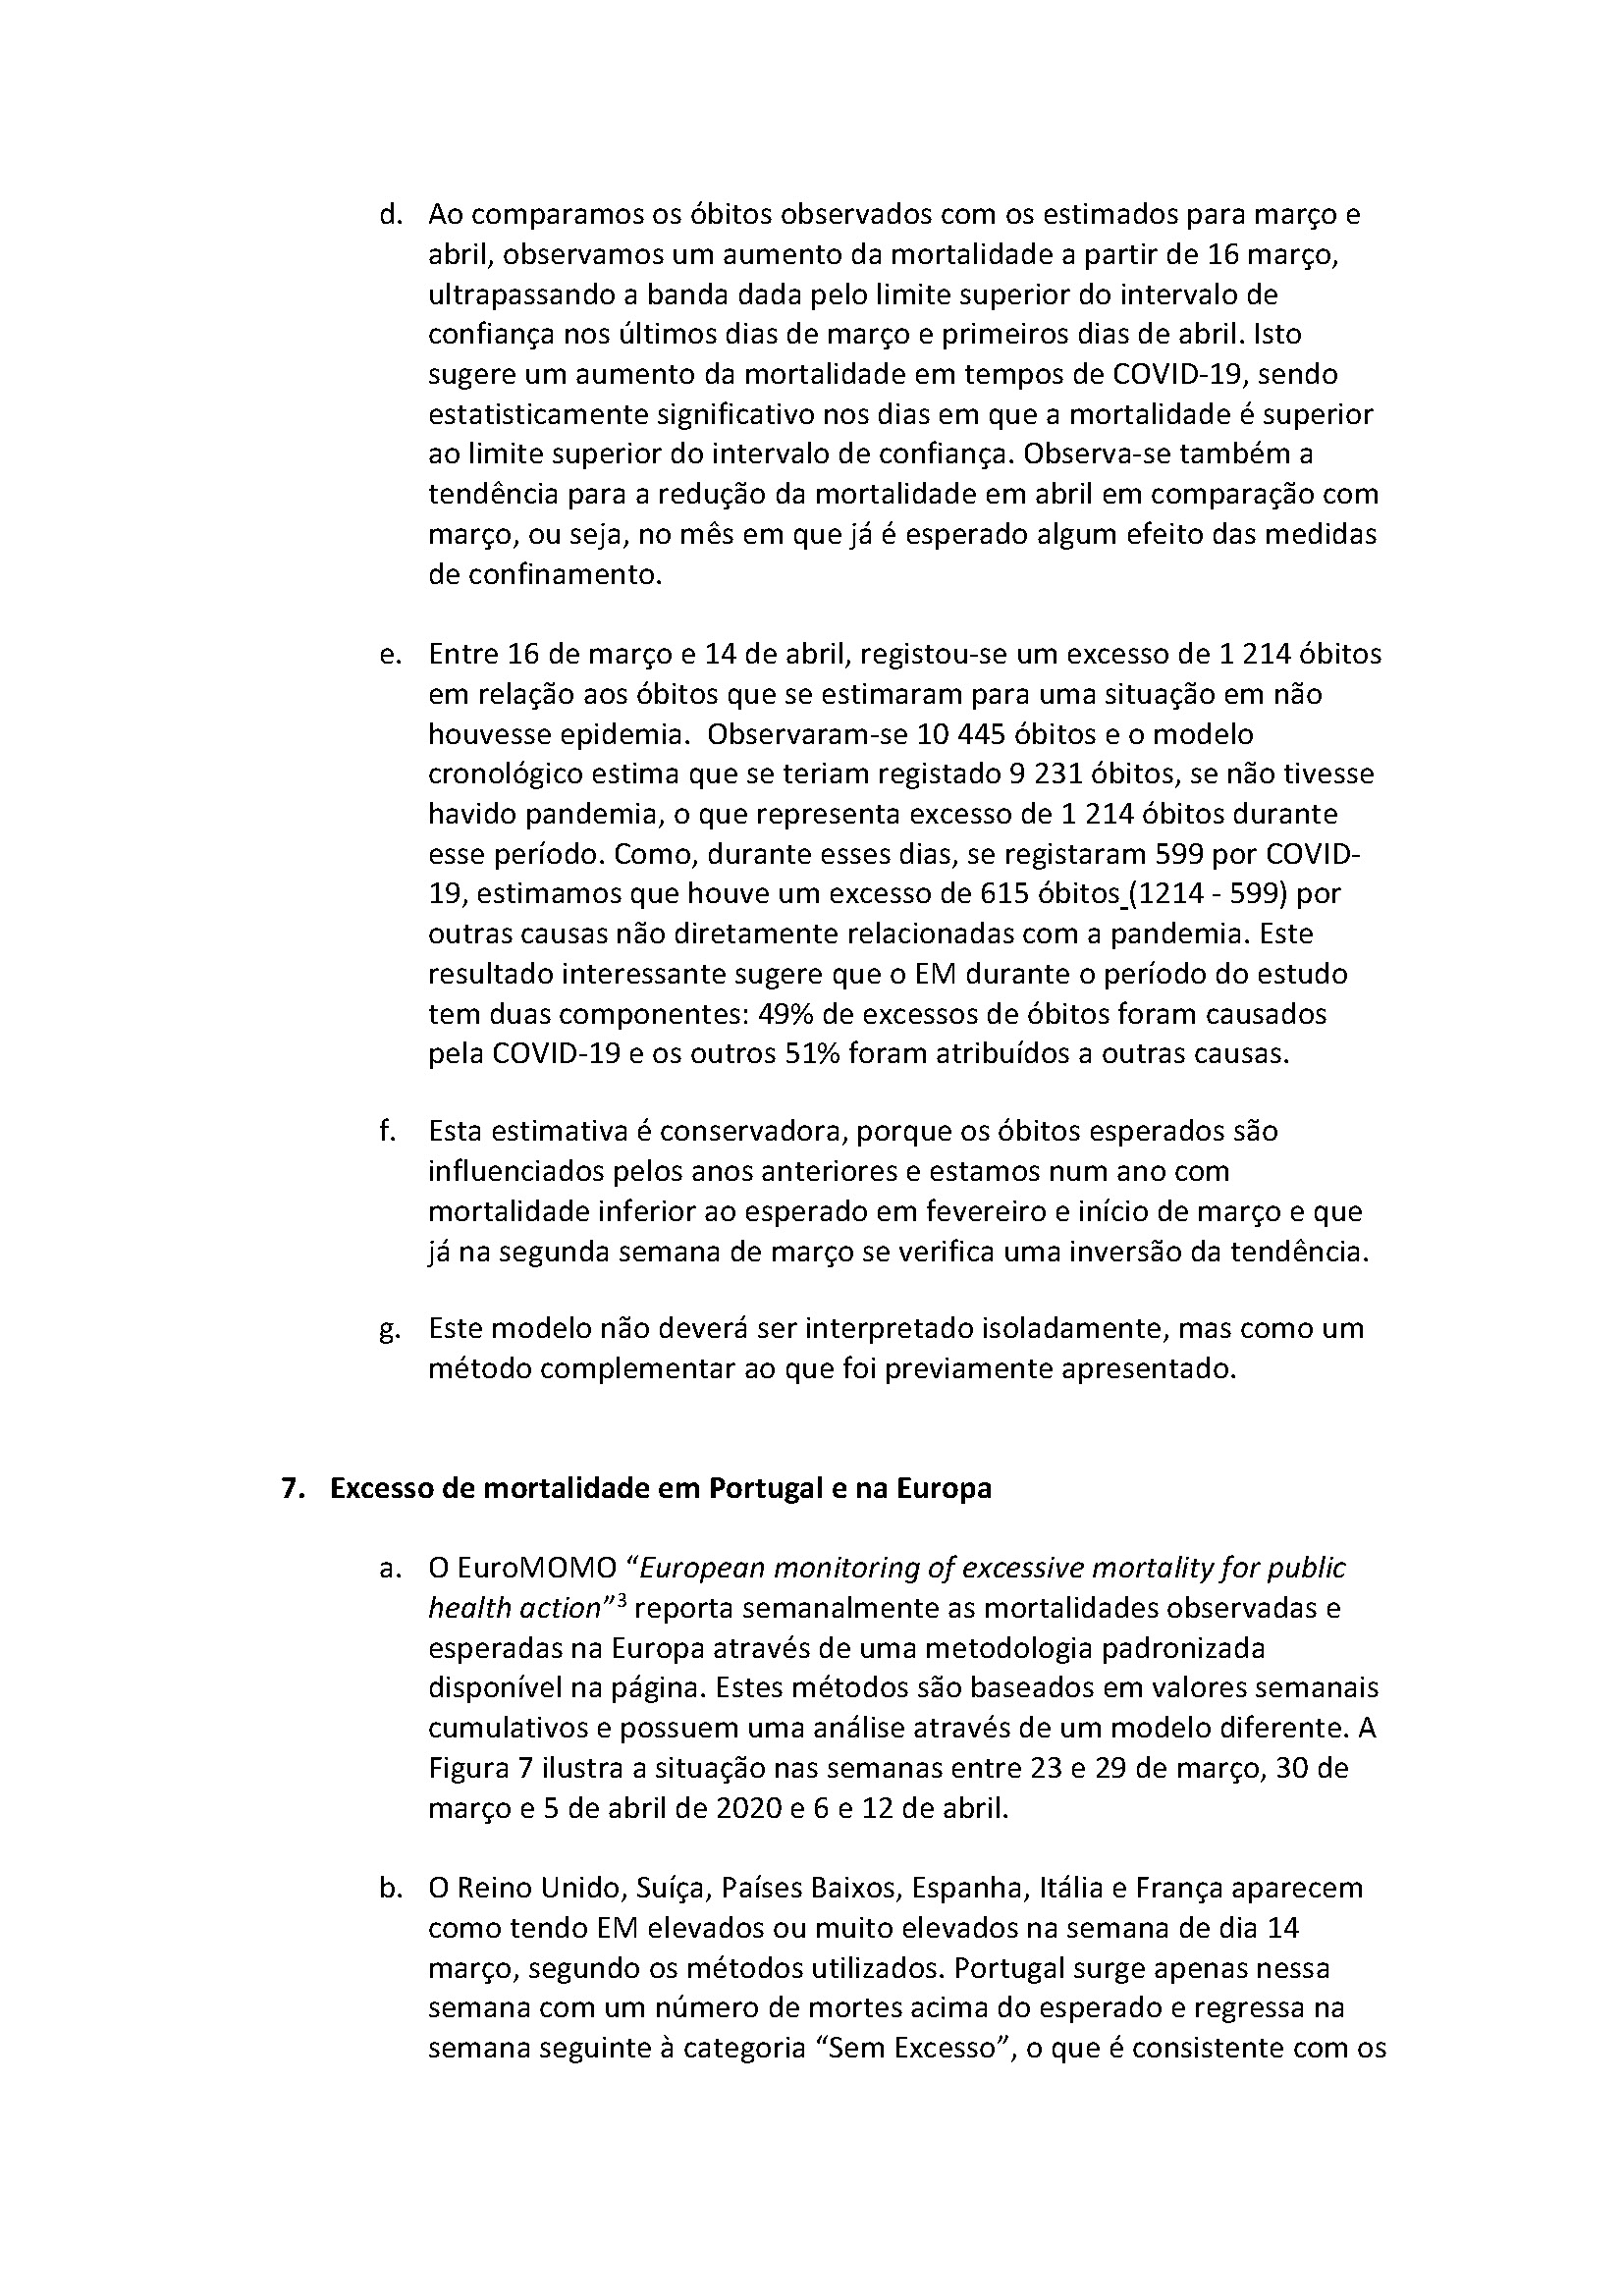 d. Ao comparamos os óbitos observados com os estimados para março e
abril, observamos um aumento da mortalidade a partir de 16 março,
ultrapassando a banda dada pelo limite superior do intervalo de
confiança nos últimos dias de março e primeiros dias de abril. Isto
sugere um aumento da mortalidade em tempos de COVID-19, sendo
estatisticamente significativo nos dias em que a mortalidade é superior
ao limite superior do intervalo de confiança. Observa-se também a
tendência para a redução da mortalidade em abril em comparação com
março, ou seja, no mês em que já é esperado algum efeito das medidas
de confinamento.
e. Entre 16 de março e 14 de abril, registou-se um excesso de 1 214 óbitos
em relação aos óbitos que se estimaram para uma situação em não
houvesse epidemia.  Observaram-se 10 445 óbitos e o modelo
cronológico estima que se teriam registado 9 231 óbitos, se não tivesse
havido pandemia, o que representa excesso de 1 214 óbitos durante
esse período. Como, durante esses dias, se registaram 599 por COVID-
19, estimamos que houve um excesso de 615 óbitos (1214 - 599) por
outras causas não diretamente relacionadas com a pandemia. Este
resultado interessante sugere que o EM durante o período do estudo
tem duas componentes: 49% de excessos de óbitos foram causados
pela COVID-19 e os outros 51% foram atribuídos a outras causas.
f. Esta estimativa é conservadora, porque os óbitos esperados são
influenciados pelos anos anteriores e estamos num ano com
mortalidade inferior ao esperado em fevereiro e início de março e que
já na segunda semana de março se verifica uma inversão da tendência.
g. Este modelo não deverá ser interpretado isoladamente, mas como um
método complementar ao que foi previamente apresentado.
7. Excesso de mortalidade em Portugal e na Europa
a. O EuroMOMO “European monitoring of excessive mortality for public
health action”³ reporta semanalmente as mortalidades observadas e
esperadas na Europa através de uma metodologia padronizada
disponível na página. Estes métodos são baseados em valores semanais
cumulativos e possuem uma análise através de um modelo diferente. A
Figura 7 ilustra a situação nas semanas entre 23 e 29 de março, 30 de
março e 5 de abril de 2020 e 6 e 12 de abril.
b. O Reino Unido, Suíça, Países Baixos, Espanha, Itália e França aparecem
como tendo EM elevados ou muito elevados na semana de dia 14
março, segundo os métodos utilizados. Portugal surge apenas nessa
semana com um número de mortes acima do esperado e regressa na
semana seguinte à categoria “Sem Excesso”, o que é consistente com os